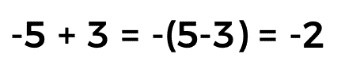 -5 + 3 = -(5-3) = -2